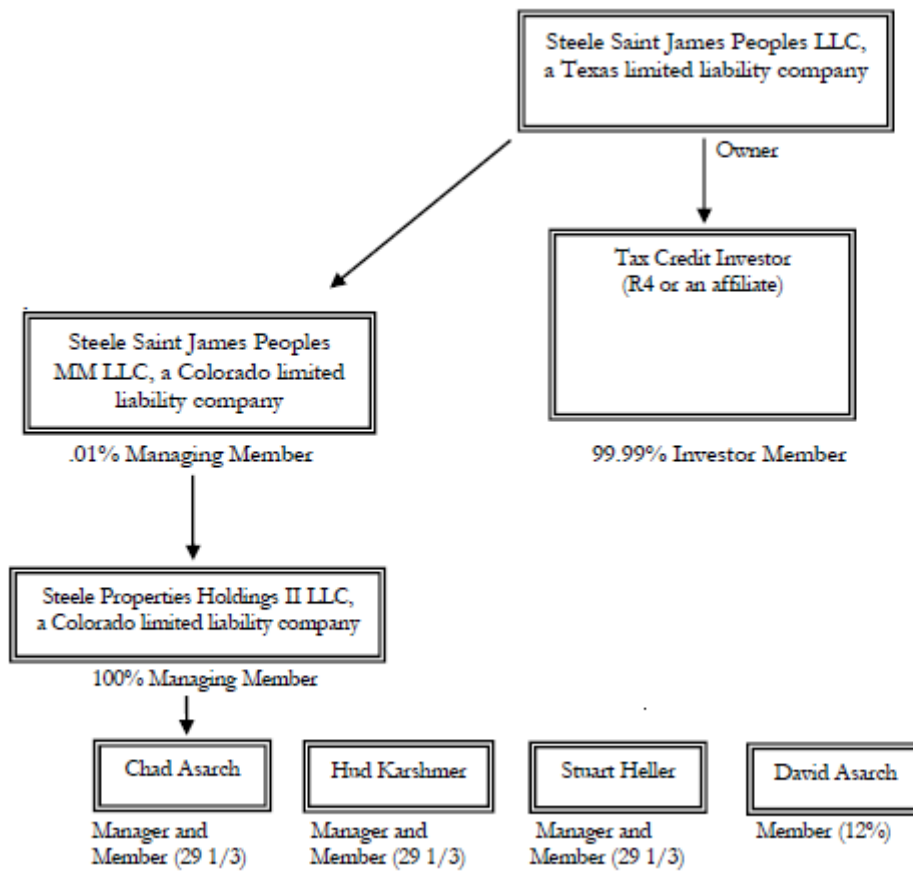 Steele Saint James Peoples LLC,
a Texas limited liability company
Owner
Tax Credit Investor
(R4 or an affiliate)
99.99% Investor Member
Steele Saint James Peoples
MM LLC, a Colorado limited
liability company
.01% Managing Member
Steele Properties Holdings II LLC,
a Colorado limited liability company
100% Managing Member
Chad Asarch
Manager and
Member (29 1/3)
Hud Karshmer
Manager and
Member (29 1/3)
Stuart Heller
Manager and
Member (29 1/3)
David Asarch
Member (12%)